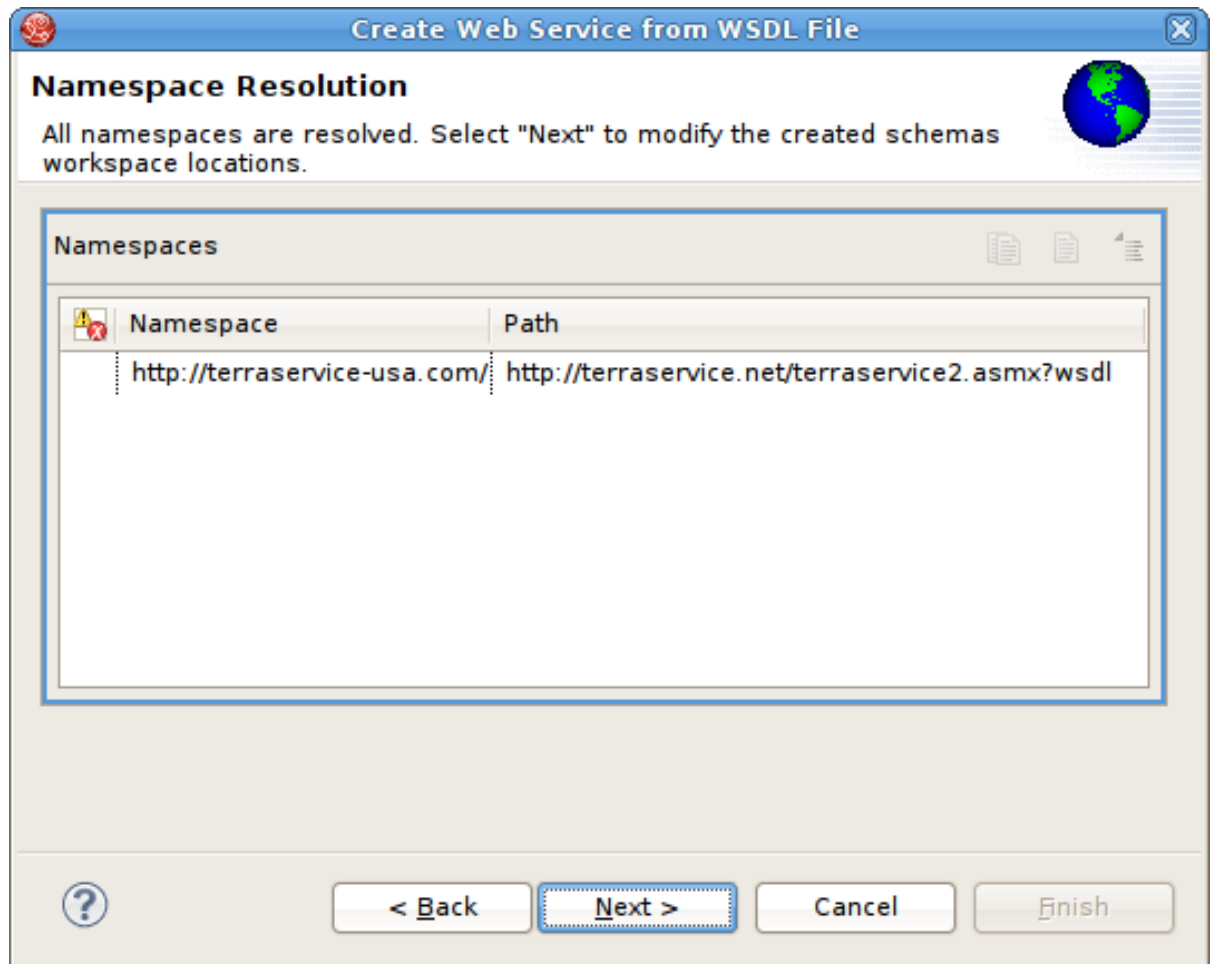 Create Web Service from WSDL File
Namespace Resolution
All namespaces are resolved. Select "Next" to modify the created schemas
workspace locations.
Namespaces
Namespace Path
http://terraservice-usa.com/ http://terraservice.net/terraservice2.asmx?wsdl
< Back Next > Cancel Finish